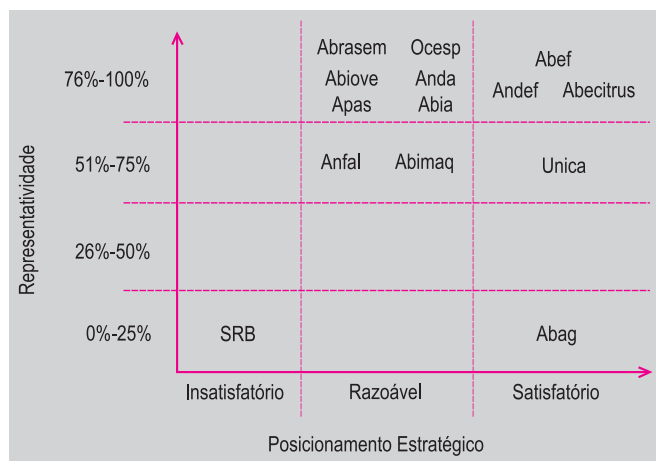 Abrasem Ocesp
Abef
76%-100% Abiove Anda
Andef Abecitrus
Apas Abia
51%-75% Anfal Abimaq Unica
Representatividade
26%-50%
0%-25% SRB Abag
Insatisfatório Razoável Satisfatório
Posicionamento Estratégico